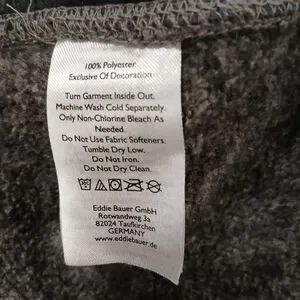 100% Polyester
Exclusive Of Decoration
Turn Garment Inside Out.
Machine Wash Cold Separately.
Only Non-Chlorine Bleach As
Needed.
Do Not Use Fabric Softeners.
Tumble Dry Low.
Do Not Iron.
Do Not Dry Clean.
Eddie Bauer GmbH
Rotwandweg 3a
82024 Taufkirchen
GERMANY
www.eddiebauer.de